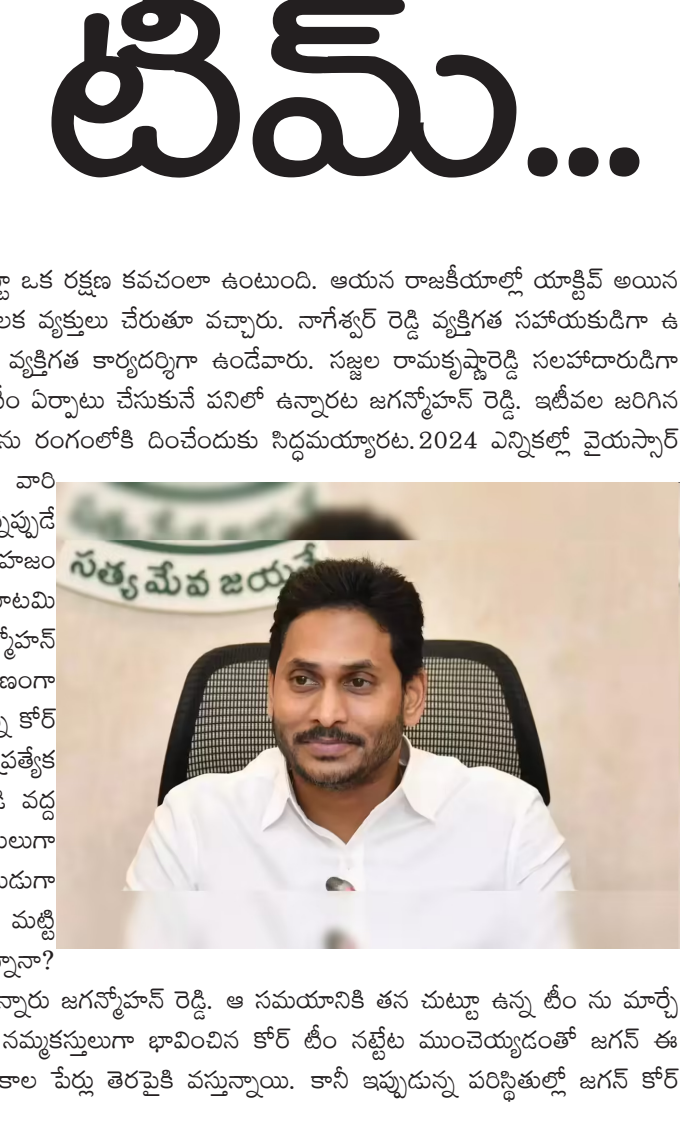 టీమ్...
ఒక రక్షణ కవచంలా ఉంటుంది. ఆయన రాజకీయాల్లో యాక్టివ్ అయిన
వ్యక్తులు చేరుతూ వచ్చారు. నాగేశ్వర్ రెడ్డి వ్యక్తిగత సహాయకుడిగా ఉ
వ్యక్తిగత కార్యదర్శిగా ఉండేవారు. సజ్జల రామకృష్ణారెడ్డి సలహాదారుడిగా
ఏర్పాటు చేసుకునే పనిలో ఉన్నారట జగన్మోహన్ రెడ్డి. ఇటీవల జరిగిన
ను రంగంలోకి దించేందుకు సిద్ధమయ్యారట.2024 ఎన్నికల్లో వైయస్సార్
వారి
ప్పుడే
హజం
టమి
హన్
ణంగా
కోర్
ప్రత్యేక
వద్ద
లుగా
డుగా
మట్టి
న్నానా?
సత్య మేవ జయతే
న్నారు జగన్మోహన్ రెడ్డి. ఆ సమయానికి తన చుట్టూ ఉన్న టీం ను మార్చే
నమ్మకస్తులుగా భావించిన కోర్ టీం నట్టేట ముంచెయ్యడంతో జగన్ ఈ
కాల పేర్లు తెరపైకి వస్తున్నాయి. కానీ ఇప్పుడున్న పరిస్థితుల్లో జగన్ కోర్